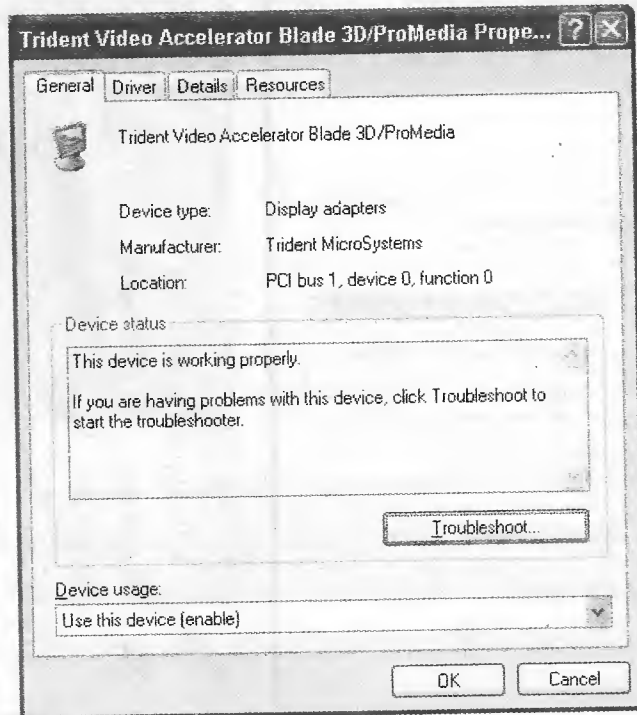 Trident Video Accelerator Blade 3D/ProMedia Prope...
General Driver Details Resources
Trident Video Accelerator Blade 3D/ProMedia
Device type: Display adapters
Manufacturer: Trident MicroSystems
Location: PCI bus 1, device 0, function 0
Device status
This device is working properly.
If you are having problems with this device, click Troubleshoot to
start the troubleshooter.
Troubleshoot...
Device usage:
Use this device (enable)
OK Cancel